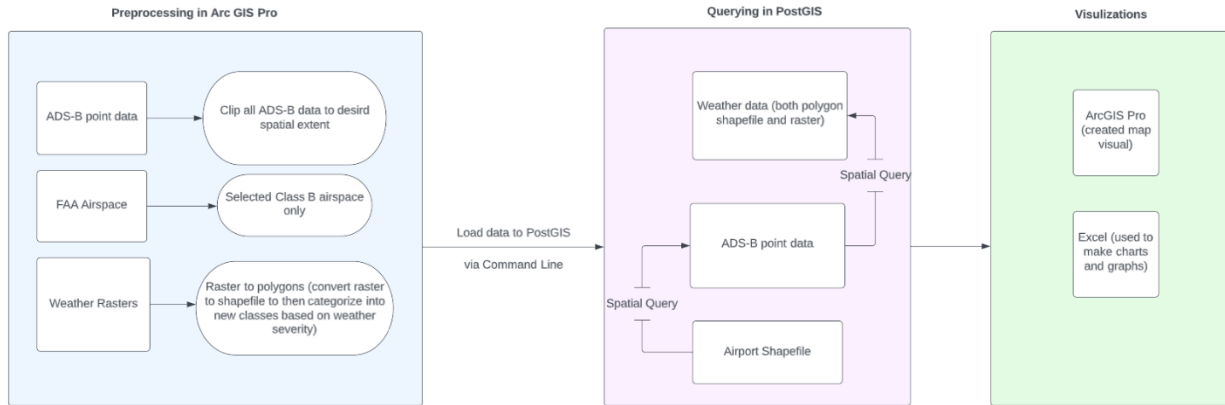 Preprocessing in Arc GIS Pro
ADS-B point data
Clip all ADS-B data to desird
spatial extent
FAA Airspace
Selected Class B airspace
only
Weather Rasters
Raster to polygons (convert raster
to shapefile to then categorize into
new classes based on weather
severity)
Load data to PostGIS
via Command Line
Querying in PostGIS
Weather data (both polygon
shapefile and raster)
Spatial Query
ADS-B point data
Spatial Query
Airport Shapefile
Visulizations
ArcGIS Pro
(created map
visual)
Excel (used to
make charts
and graphs)